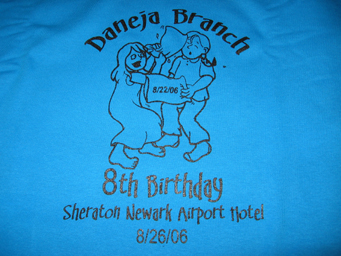 Daneja Branch
8/22/06
8th Birthday
Sheraton Newark Airport Hotel
8/26/06